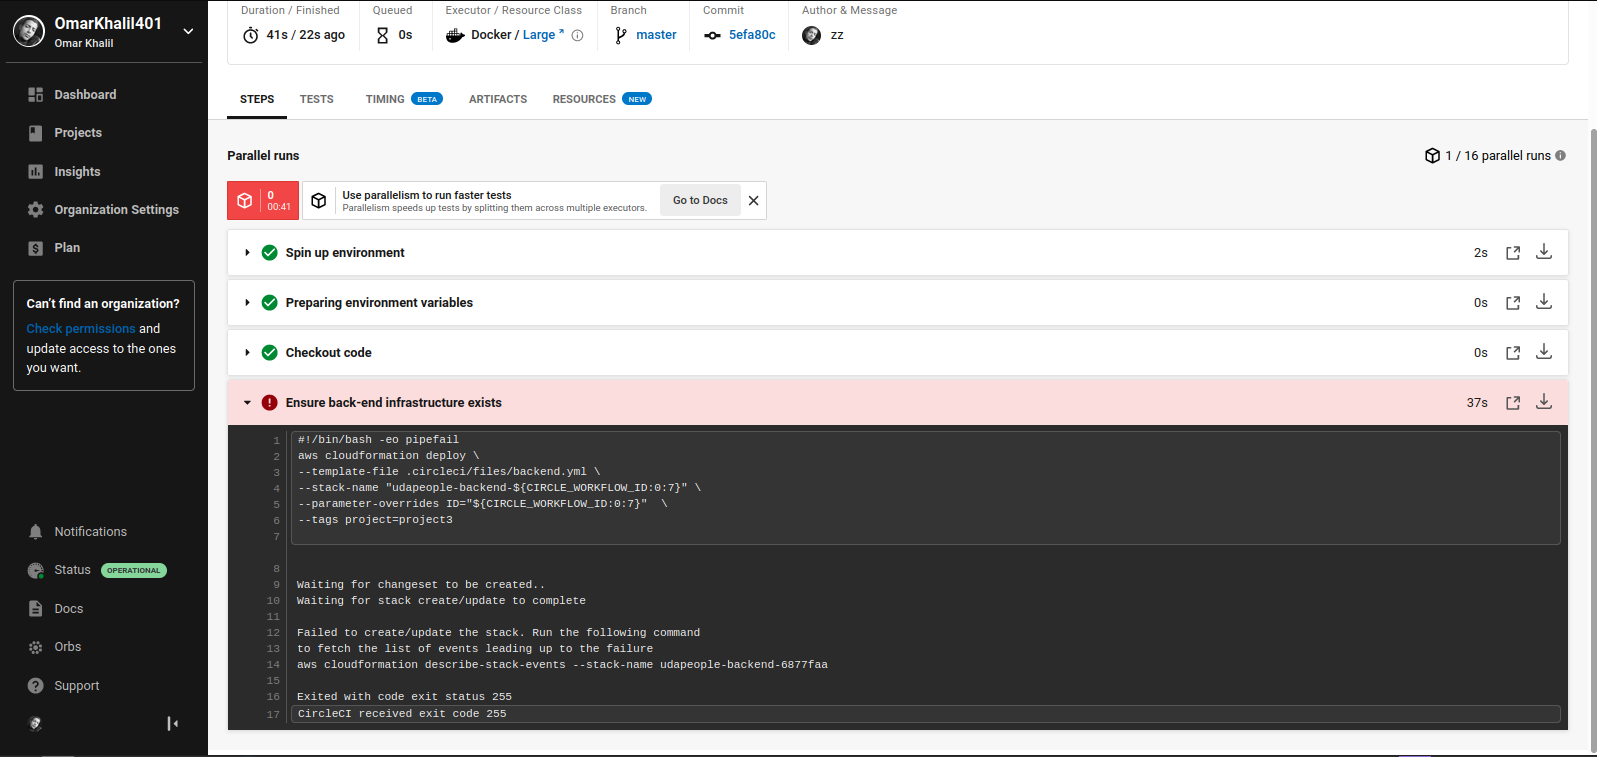 OmarKhalil401
Omar Khalil
Dashboard
Projects
Insights
Organization Settings
Plan
Can't find an organization?
Check permissions and
update access to the ones
you want.
Notifications
Status OPERATIONAL
Docs
Orbs
Support
Duration / Finished Queued Executor / Resource Class Branch Commit Author & Message
41s / 22s ago 0s Docker / Large master 5efa80c zz
STEPS TESTS TIMING BETA ARTIFACTS RESOURCES NEW
Parallel runs 1 / 16 parallel runs
0
00:41
Use parallelism to run faster tests
Parallelism speeds up tests by splitting them across multiple executors.
Go to Docs
Spin up environment 2s
Preparing environment variables 0s
Checkout code 0s
Ensure back-end infrastructure exists 37s
1 #!/bin/bash -eo pipefail
2 aws cloudformation deploy \
3 --template-file .circleci/files/backend.yml \
4 --stack-name "udapeople-backend-${CIRCLE_WORKFLOW_ID:0:7}" \
5 --parameter-overrides ID="${CIRCLE_WORKFLOW_ID:0:7}"  \
6 --tags project=project3
7
8
9 Waiting for changeset to be created..
10 Waiting for stack create/update to complete
11
12 Failed to create/update the stack. Run the following command
13 to fetch the list of events leading up to the failure
14 aws cloudformation describe-stack-events --stack-name udapeople-backend-6877faa
15
16 Exited with code exit status 255
17 CircleCI received exit code 255